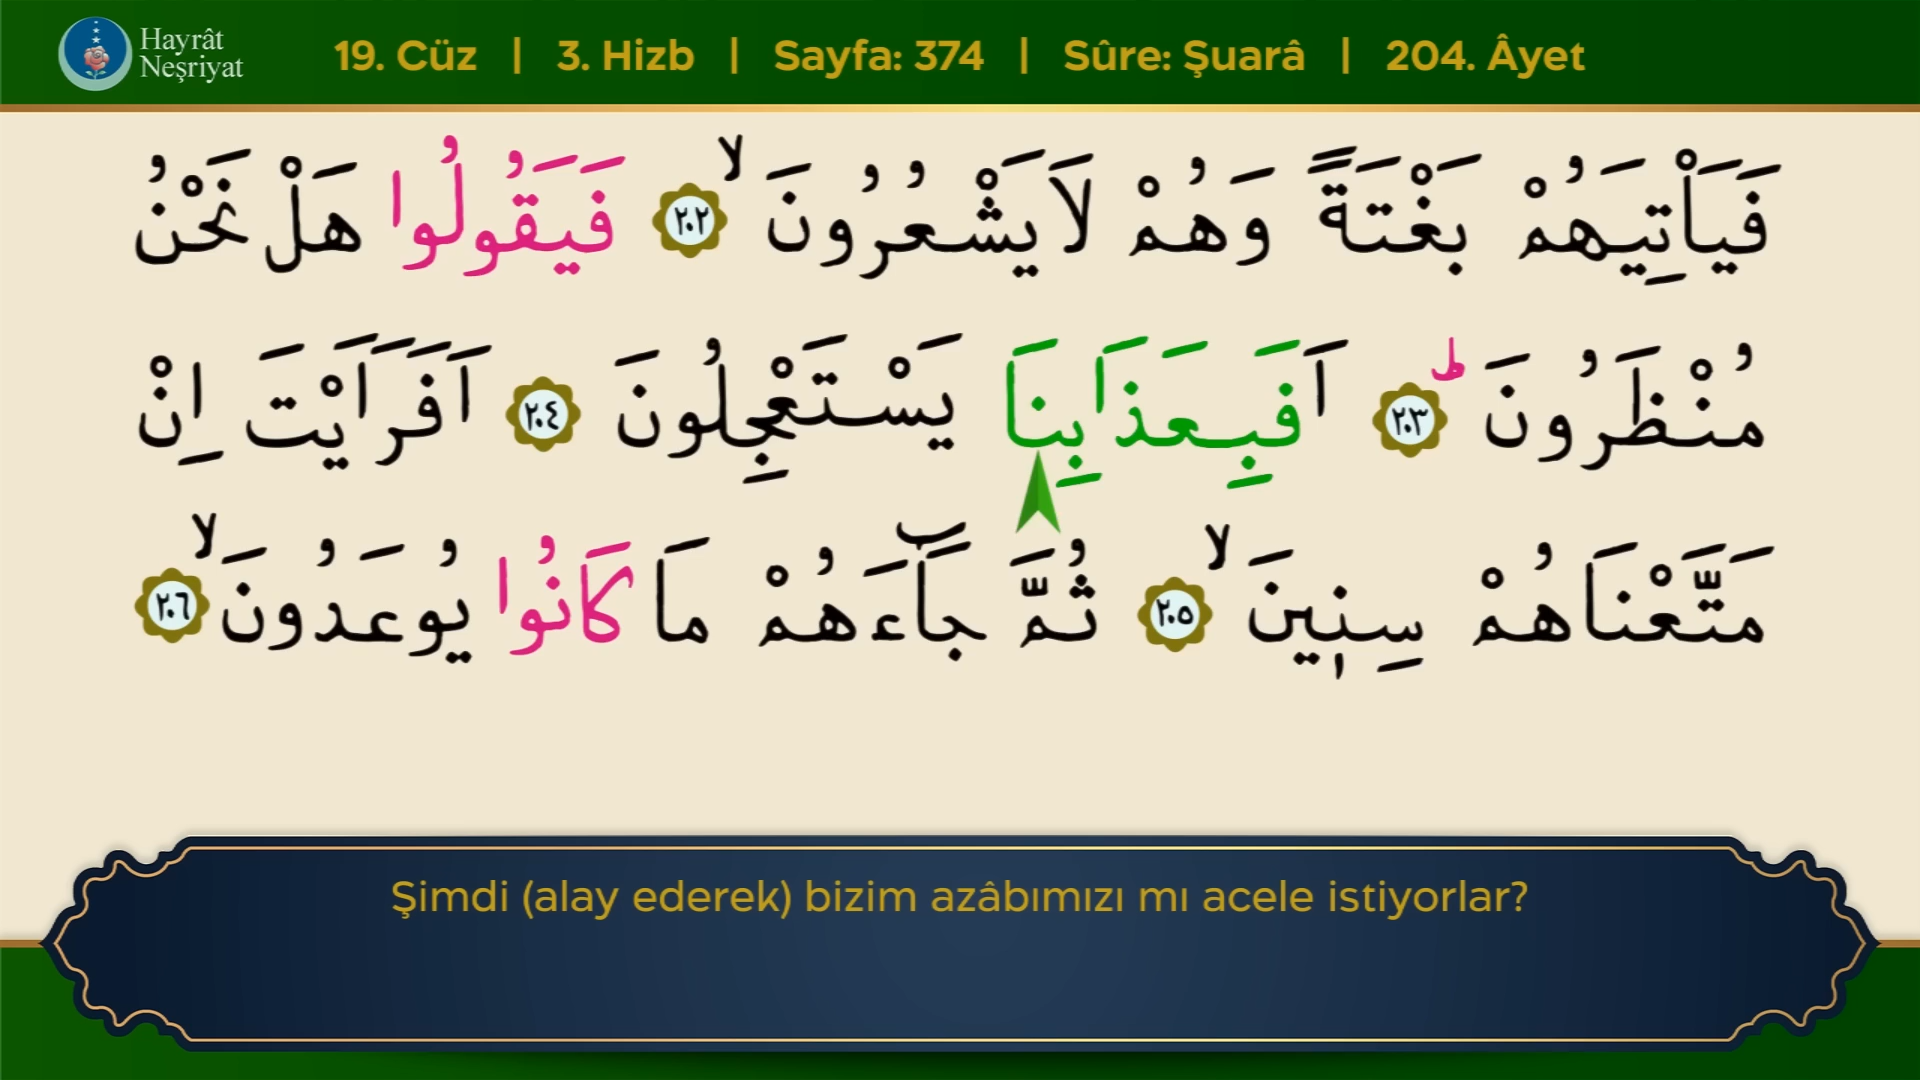 Hayrât
Neşriyat
19. Cüz | 3. Hizb | Sayfa: 374 | Sûre: Şuarâ | 204. Âyet
فَيَأْتِيَهُمْ بَغْتَةً وَهُمْ لَا يَشْعُرُونَۙ ٢٠٢ فَيَقُولُوا هَلْ نَحْنُ
مُنْظَرُونَۜ ٢٠٣ اَفَبِعَذَابِنَا يَسْتَعْجِلُونَ ٢٠٤ اَفَرَاَيْتَ اِنْ
مَتَّعْنَاهُمْ سِنٖينَۙ ٢٠٥ ثُمَّ جَٓاءَهُمْ مَا كَانُوا يُوعَدُونَۙ ٢٠٦
Şimdi (alay ederek) bizim azâbımızı mı acele istiyorlar?